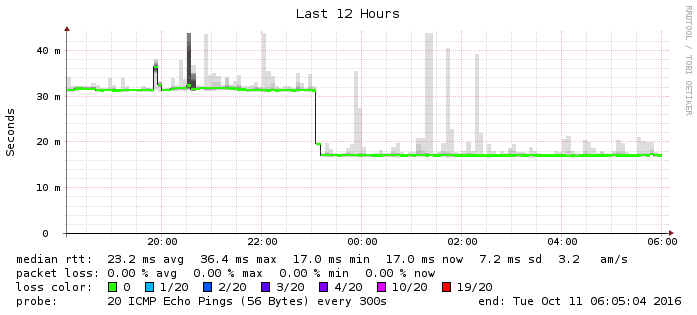 Last 12 Hours
RRDTOOL / TOBI OETIKER
Seconds
40 m
30 m
20 m
10 m
0
20:00 22:00 00:00 02:00 04:00 06:00
median rtt: 23.2 ms avg 36.4 ms max 17.0 ms min 17.0 ms now 7.2 ms sd 3.2 am/s
packet loss: 0.00 % avg 0.00 % max 0.00 % min 0.00 % now
loss color: 0 1/20 2/20 3/20 4/20 10/20 19/20
probe: 20 ICMP Echo Pings (56 Bytes) every 300s end: Tue Oct 11 06:05:04 2016